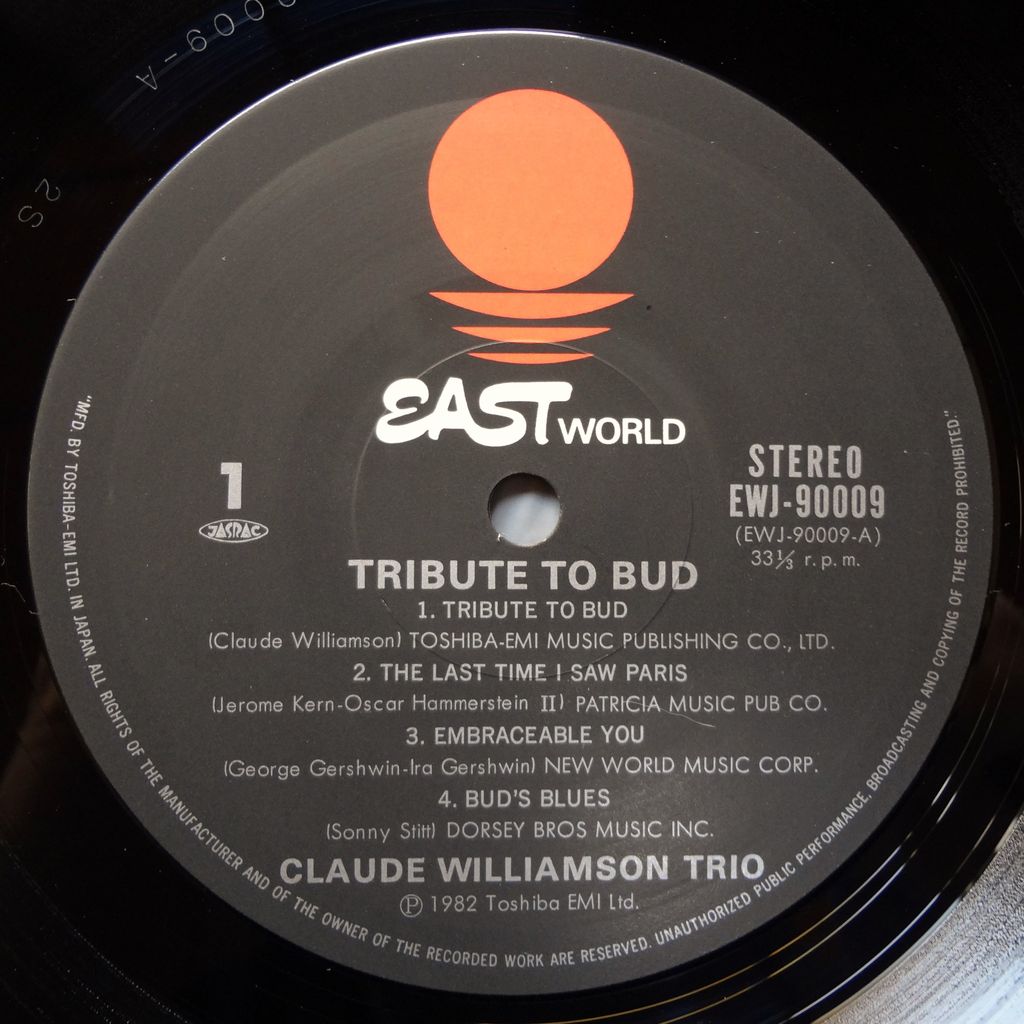 0009-A
2S
EAST WORLD
1
JASRAC
STEREO
EWJ-90009
(EWJ-90009-A)
33⅓ r.p.m.
TRIBUTE TO BUD
1. TRIBUTE TO BUD
(Claude Williamson) TOSHIBA-EMI MUSIC PUBLISHING CO., LTD.
2. THE LAST TIME I SAW PARIS
(Jerome Kern-Oscar Hammerstein II) PATRICIA MUSIC PUB CO.
3. EMBRACEABLE YOU
(George Gershwin-Ira Gershwin) NEW WORLD MUSIC CORP.
4. BUD'S BLUES
(Sonny Stitt) DORSEY BROS MUSIC INC.
CLAUDE WILLIAMSON TRIO
Ⓟ 1982 Toshiba EMI Ltd.
"MFD. BY TOSHIBA-EMI LTD. IN JAPAN. ALL RIGHTS OF THE MANUFACTURER AND OF THE OWNER OF THE RECORDED WORK ARE RESERVED. UNAUTHORIZED PUBLIC PERFORMANCE, BROADCASTING AND COPYING OF THE RECORD PROHIBITED."